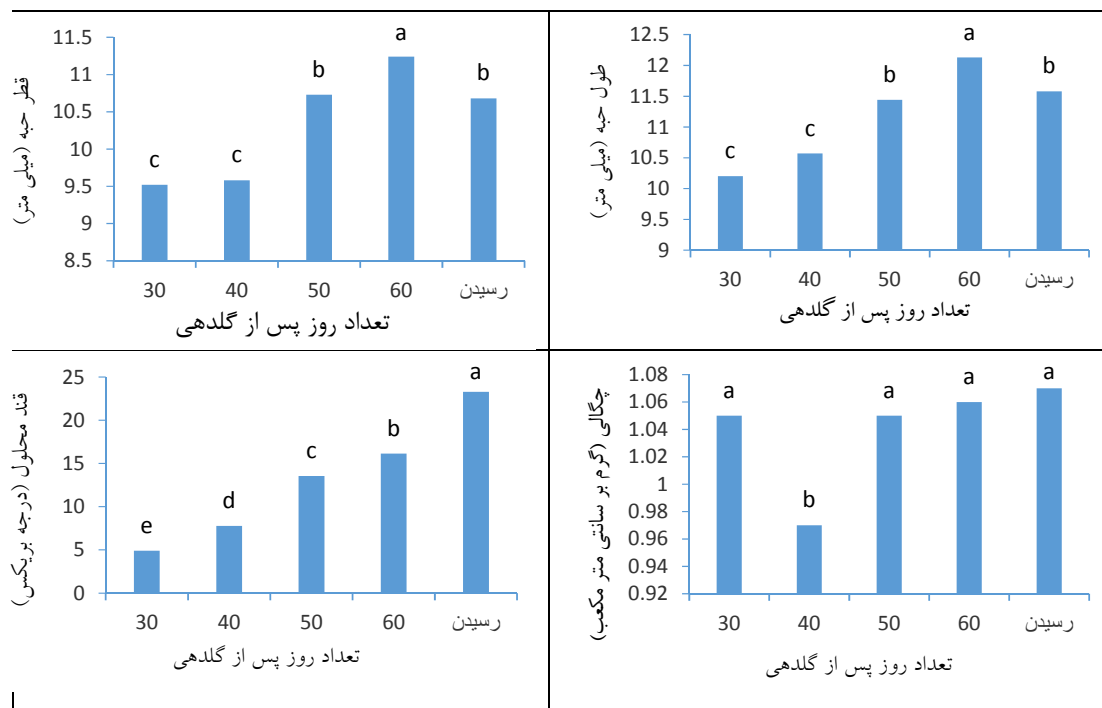 قطر حبه (میلی متر)
11.5
11
10.5
10
9.5
9
8.5
c
c
b
a
b
30
40
50
60
رسیدن
تعداد روز پس از گلدهی
طول حبه (میلی متر)
12.5
12
11.5
11
10.5
10
9.5
9
c
c
b
a
b
30
40
50
60
رسیدن
تعداد روز پس از گلدهی
قند محلول (درجه بریکس)
25
20
15
10
5
0
e
d
c
b
a
30
40
50
60
رسیدن
تعداد روز پس از گلدهی
چگالی (گرم بر سانتی متر مکعب)
1.08
1.06
1.04
1.02
1
0.98
0.96
0.94
0.92
a
b
a
a
a
30
40
50
60
رسیدن
تعداد روز پس از گلدهی